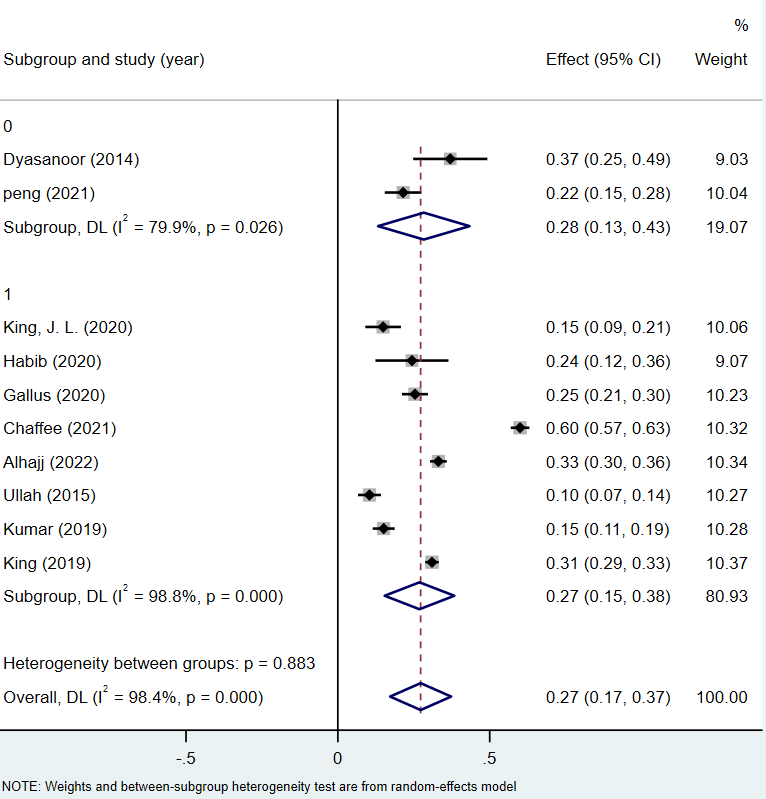 %
Subgroup and study (year) Effect (95% CI) Weight
0
Dyasanoor (2014) 0.37 (0.25, 0.49) 9.03
peng (2021) 0.22 (0.15, 0.28) 10.04
Subgroup, DL (I² = 79.9%, p = 0.026) 0.28 (0.13, 0.43) 19.07
1
King, J. L. (2020) 0.15 (0.09, 0.21) 10.06
Habib (2020) 0.24 (0.12, 0.36) 9.07
Gallus (2020) 0.25 (0.21, 0.30) 10.23
Chaffee (2021) 0.60 (0.57, 0.63) 10.32
Alhajj (2022) 0.33 (0.30, 0.36) 10.34
Ullah (2015) 0.10 (0.07, 0.14) 10.27
Kumar (2019) 0.15 (0.11, 0.19) 10.28
King (2019) 0.31 (0.29, 0.33) 10.37
Subgroup, DL (I² = 98.8%, p = 0.000) 0.27 (0.15, 0.38) 80.93
Heterogeneity between groups: p = 0.883
Overall, DL (I² = 98.4%, p = 0.000) 0.27 (0.17, 0.37) 100.00
-.5 0 .5
NOTE: Weights and between-subgroup heterogeneity test are from random-effects model